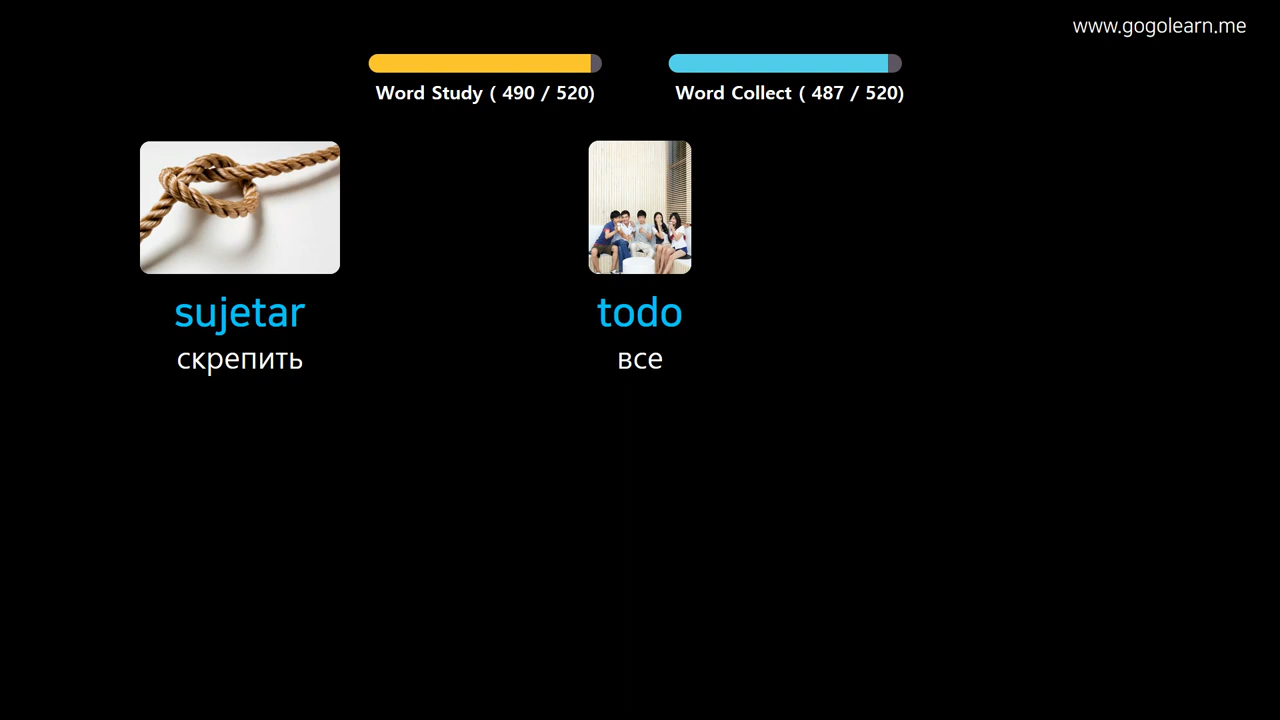 www.gogolearn.me
Word Study ( 490 / 520)
Word Collect ( 487 / 520)
sujetar
скрепить
todo
все